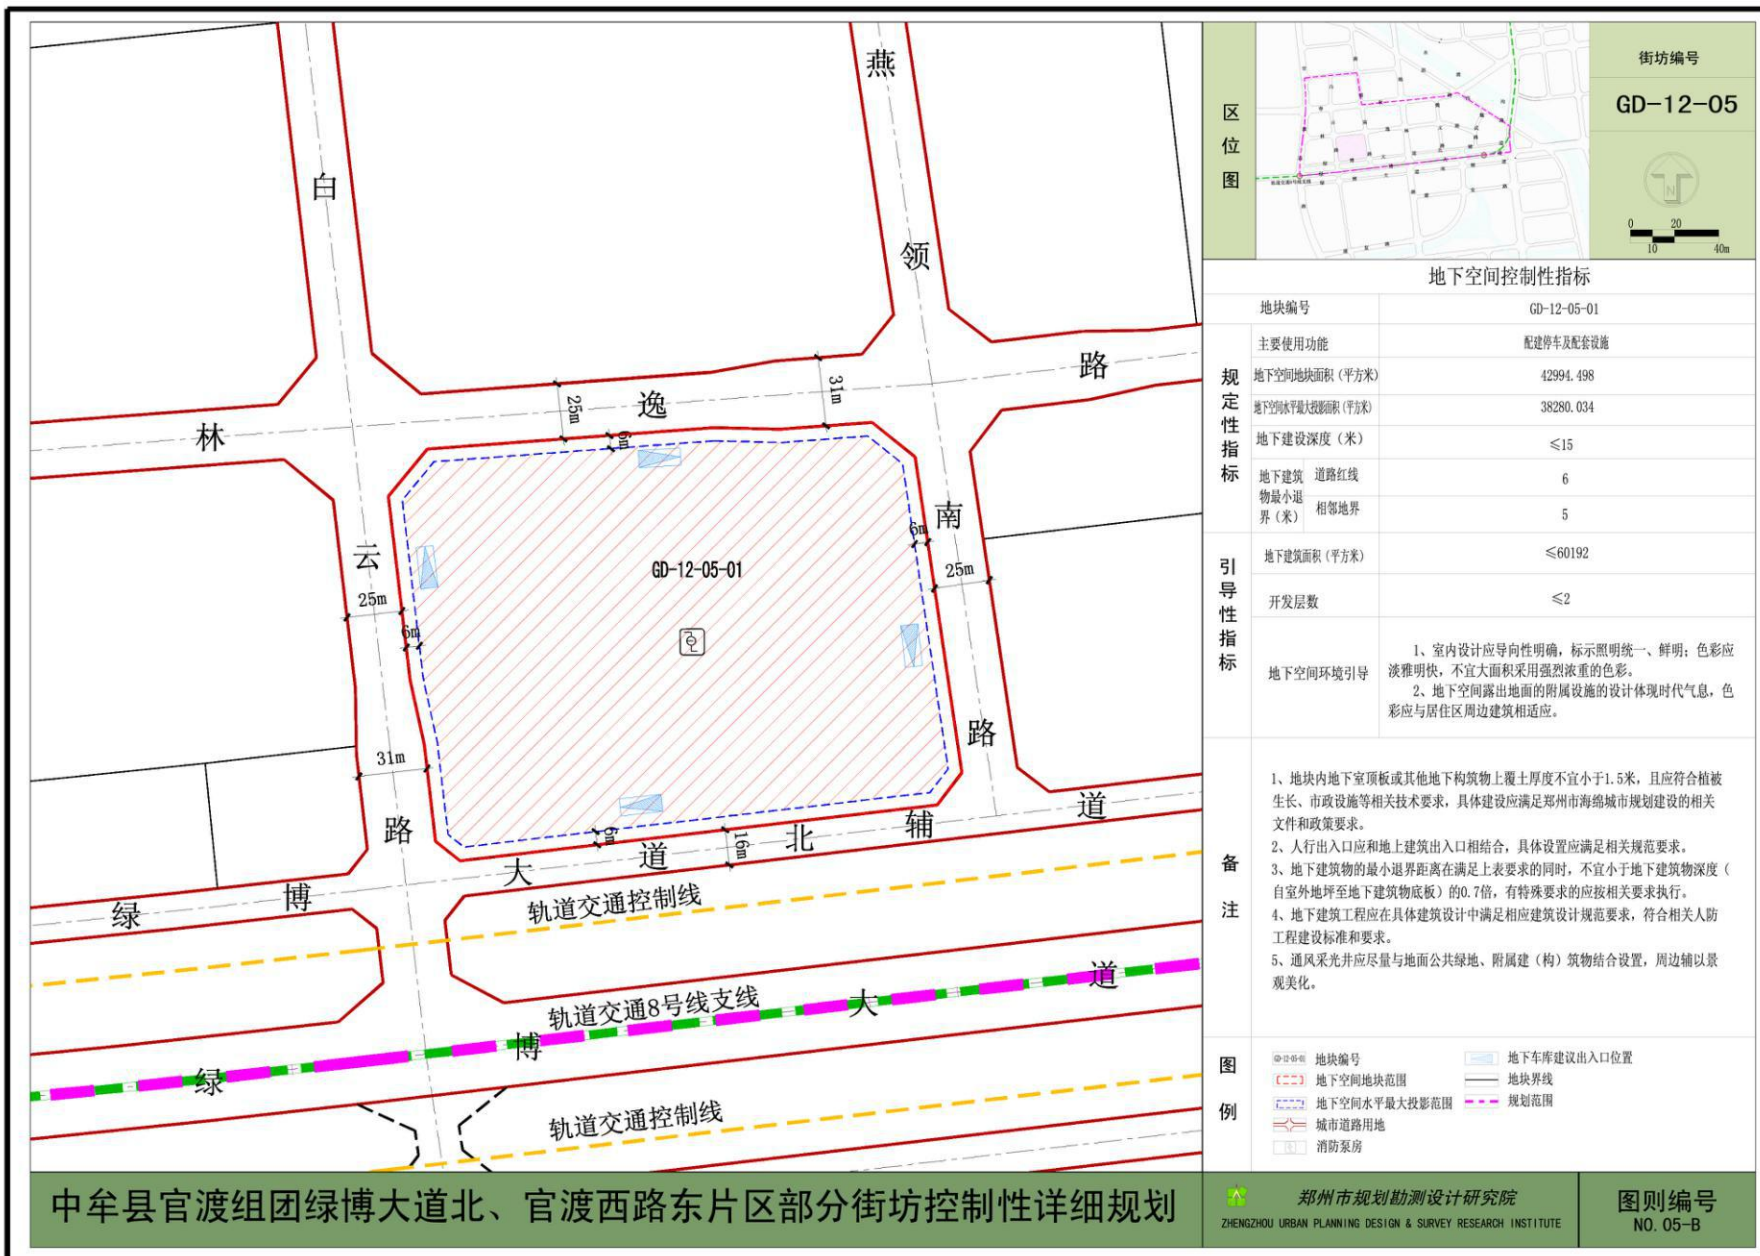 燕
领
南
路
白
云
路
林
逸
路
25m
31m
6m
6m
25m
25m
6m
31m
6m
16m
GD-12-05-01
绿
博
大
道
北
辅
道
轨道交通控制线
轨道交通8号线支线
绿
博
大
道
轨道交通控制线
区
位
图
街坊编号
GD-12-05
N
0 20
10 40m
地下空间控制性指标
地块编号 GD-12-05-01
规定性指标
主要使用功能 配建停车及配套设施
地下空间地块面积（平方米） 42994.498
地下空间水平最大投影面积（平方米） 38280.034
地下建设深度（米） ≤15
地下建筑物最小退界（米） 道路红线 6
相邻地界 5
引导性指标
地下建筑面积（平方米） ≤60192
开发层数 ≤2
地下空间环境引导
1、室内设计应导向性明确，标示照明统一、鲜明；色彩应
淡雅明快，不宜大面积采用强烈浓重的色彩。
2、地下空间露出地面的附属设施的设计体现时代气息，色
彩应与居住区周边建筑相适应。
备
注
1、地块内地下室顶板或其他地下构筑物上覆土厚度不宜小于1.5米，且应符合植被
生长、市政设施等相关技术要求，具体建设应满足郑州市海绵城市规划建设的相关
文件和政策要求。
2、人行出入口应和地上建筑出入口相结合，具体设置应满足相关规范要求。
3、地下建筑物的最小退界距离在满足上表要求的同时，不宜小于地下建筑物深度（
自室外地坪至地下建筑物底板）的0.7倍，有特殊要求的应按相关要求执行。
4、地下建筑工程应在具体建筑设计中满足相应建筑设计规范要求，符合相关人防
工程建设标准和要求。
5、通风采光井应尽量与地面公共绿地、附属建（构）筑物结合设置，周边辅以景
观美化。
图
例
GD-12-05-01 地块编号
地下空间地块范围
地下空间水平最大投影范围
城市道路用地
消防泵房
地下车库建议出入口位置
地块界线
规划范围
中牟县官渡组团绿博大道北、官渡西路东片区部分街坊控制性详细规划
郑州市规划勘测设计研究院
ZHENGZHOU URBAN PLANNING DESIGN & SURVEY RESEARCH INSTITUTE
图则编号
NO. 05-B